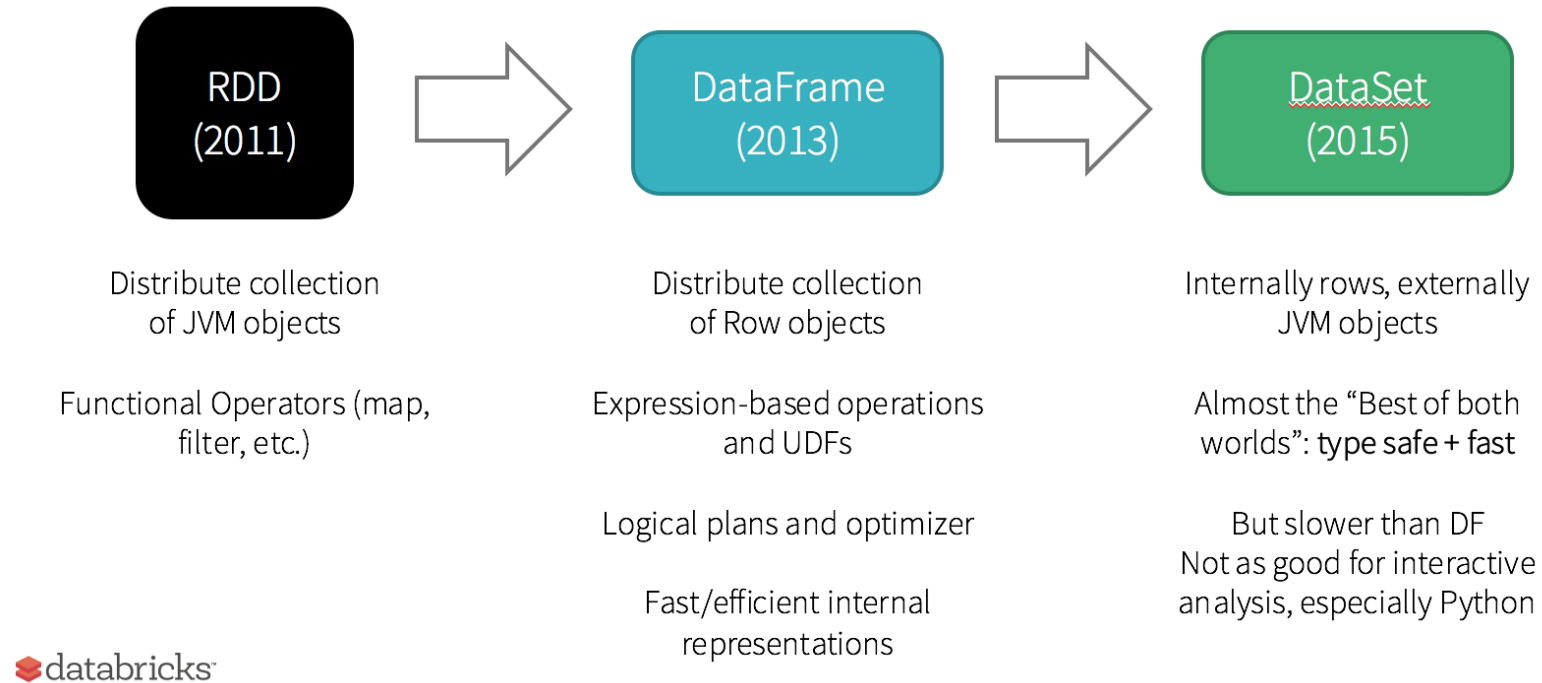 RDD
(2011)
DataFrame
(2013)
DataSet
(2015)
Distribute collection
of JVM objects
Functional Operators (map,
filter, etc.)
Distribute collection
of Row objects
Expression-based operations
and UDFs
Logical plans and optimizer
Fast/efficient internal
representations
Internally rows, externally
JVM objects
Almost the “Best of both
worlds”: type safe + fast
But slower than DF
Not as good for interactive
analysis, especially Python
databricks™